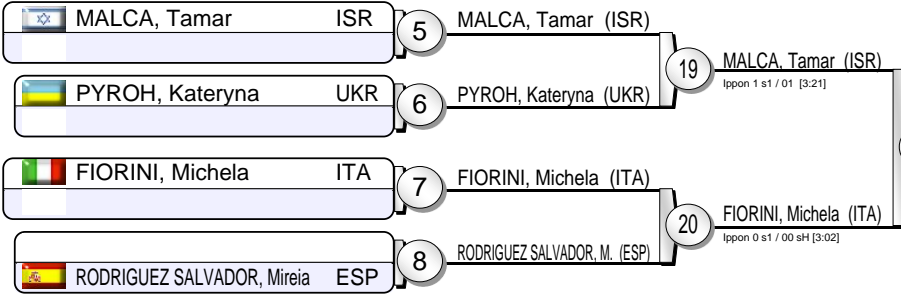 MALCA, Tamar ISR
5
MALCA, Tamar (ISR)
PYROH, Kateryna UKR
6
PYROH, Kateryna (UKR)
19
MALCA, Tamar (ISR)
Ippon 1 s1 / 01 [3:21]
FIORINI, Michela ITA
7
FIORINI, Michela (ITA)
RODRIGUEZ SALVADOR, Mireia ESP
8
RODRIGUEZ SALVADOR, M. (ESP)
20
FIORINI, Michela (ITA)
Ippon 0 s1 / 00 sH [3:02]